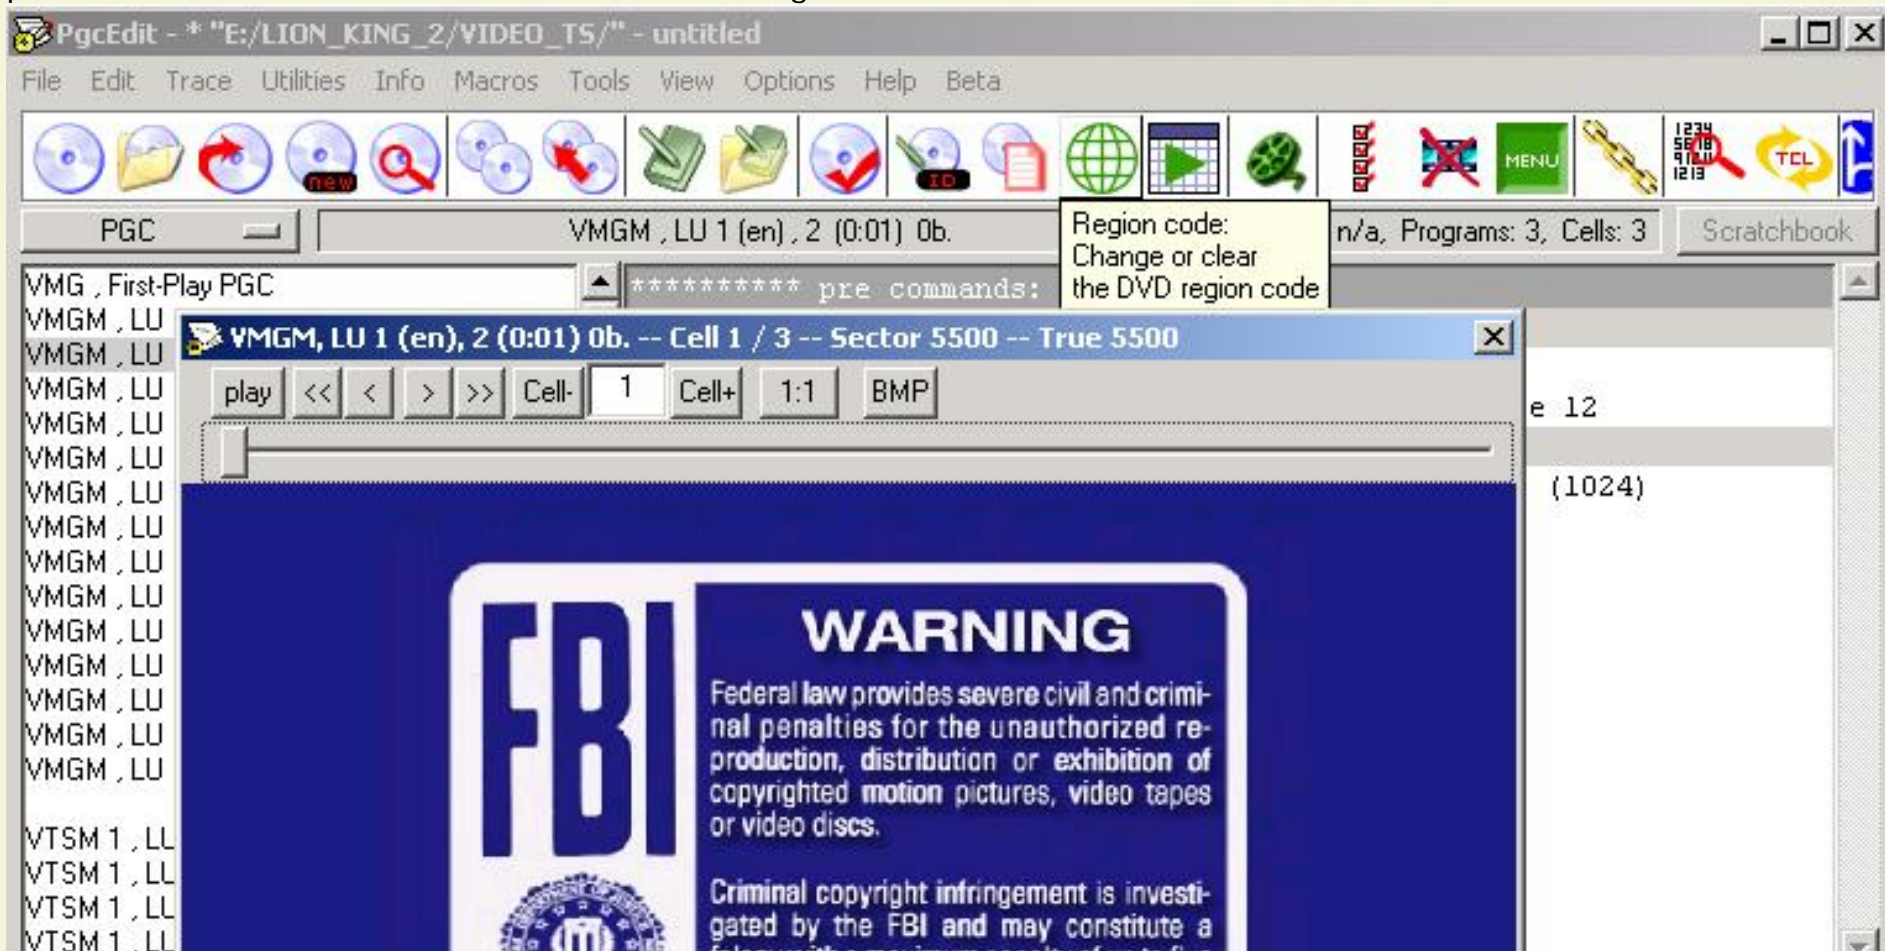 PgcEdit - * "E:/LION_KING_2/VIDEO_TS/" - untitled
File Edit Trace Utilities Info Macros Tools View Options Help Beta
new ID MENU TCL
PGC VMGM , LU 1 (en) , 2 (0:01) 0b. n/a, Programs: 3, Cells: 3 Scratchbook
Region code:
Change or clear
the DVD region code
VMG , First-Play PGC
********** pre commands:
VMGM , LU
VMGM , LU
VMGM , LU
VMGM , LU
VMGM , LU
VMGM , LU
VMGM , LU
VMGM , LU
VMGM , LU
VMGM , LU
VMGM , LU
VMGM , LU
VMGM , LU
VMGM , LU
VTSM 1 , LL
VTSM 1 , LL
VTSM 1 , LL
VTSM 1 , LL
e 12
(1024)
VMGM, LU 1 (en), 2 (0:01) 0b. -- Cell 1 / 3 -- Sector 5500 -- True 5500
play << < > >> Cell- 1 Cell+ 1:1 BMP
FBI
WARNING
Federal law provides severe civil and crimi-
nal penalties for the unauthorized re-
production, distribution or exhibition of
copyrighted motion pictures, video tapes
or video discs.
Criminal copyright infringement is investi-
gated by the FBI and may constitute a